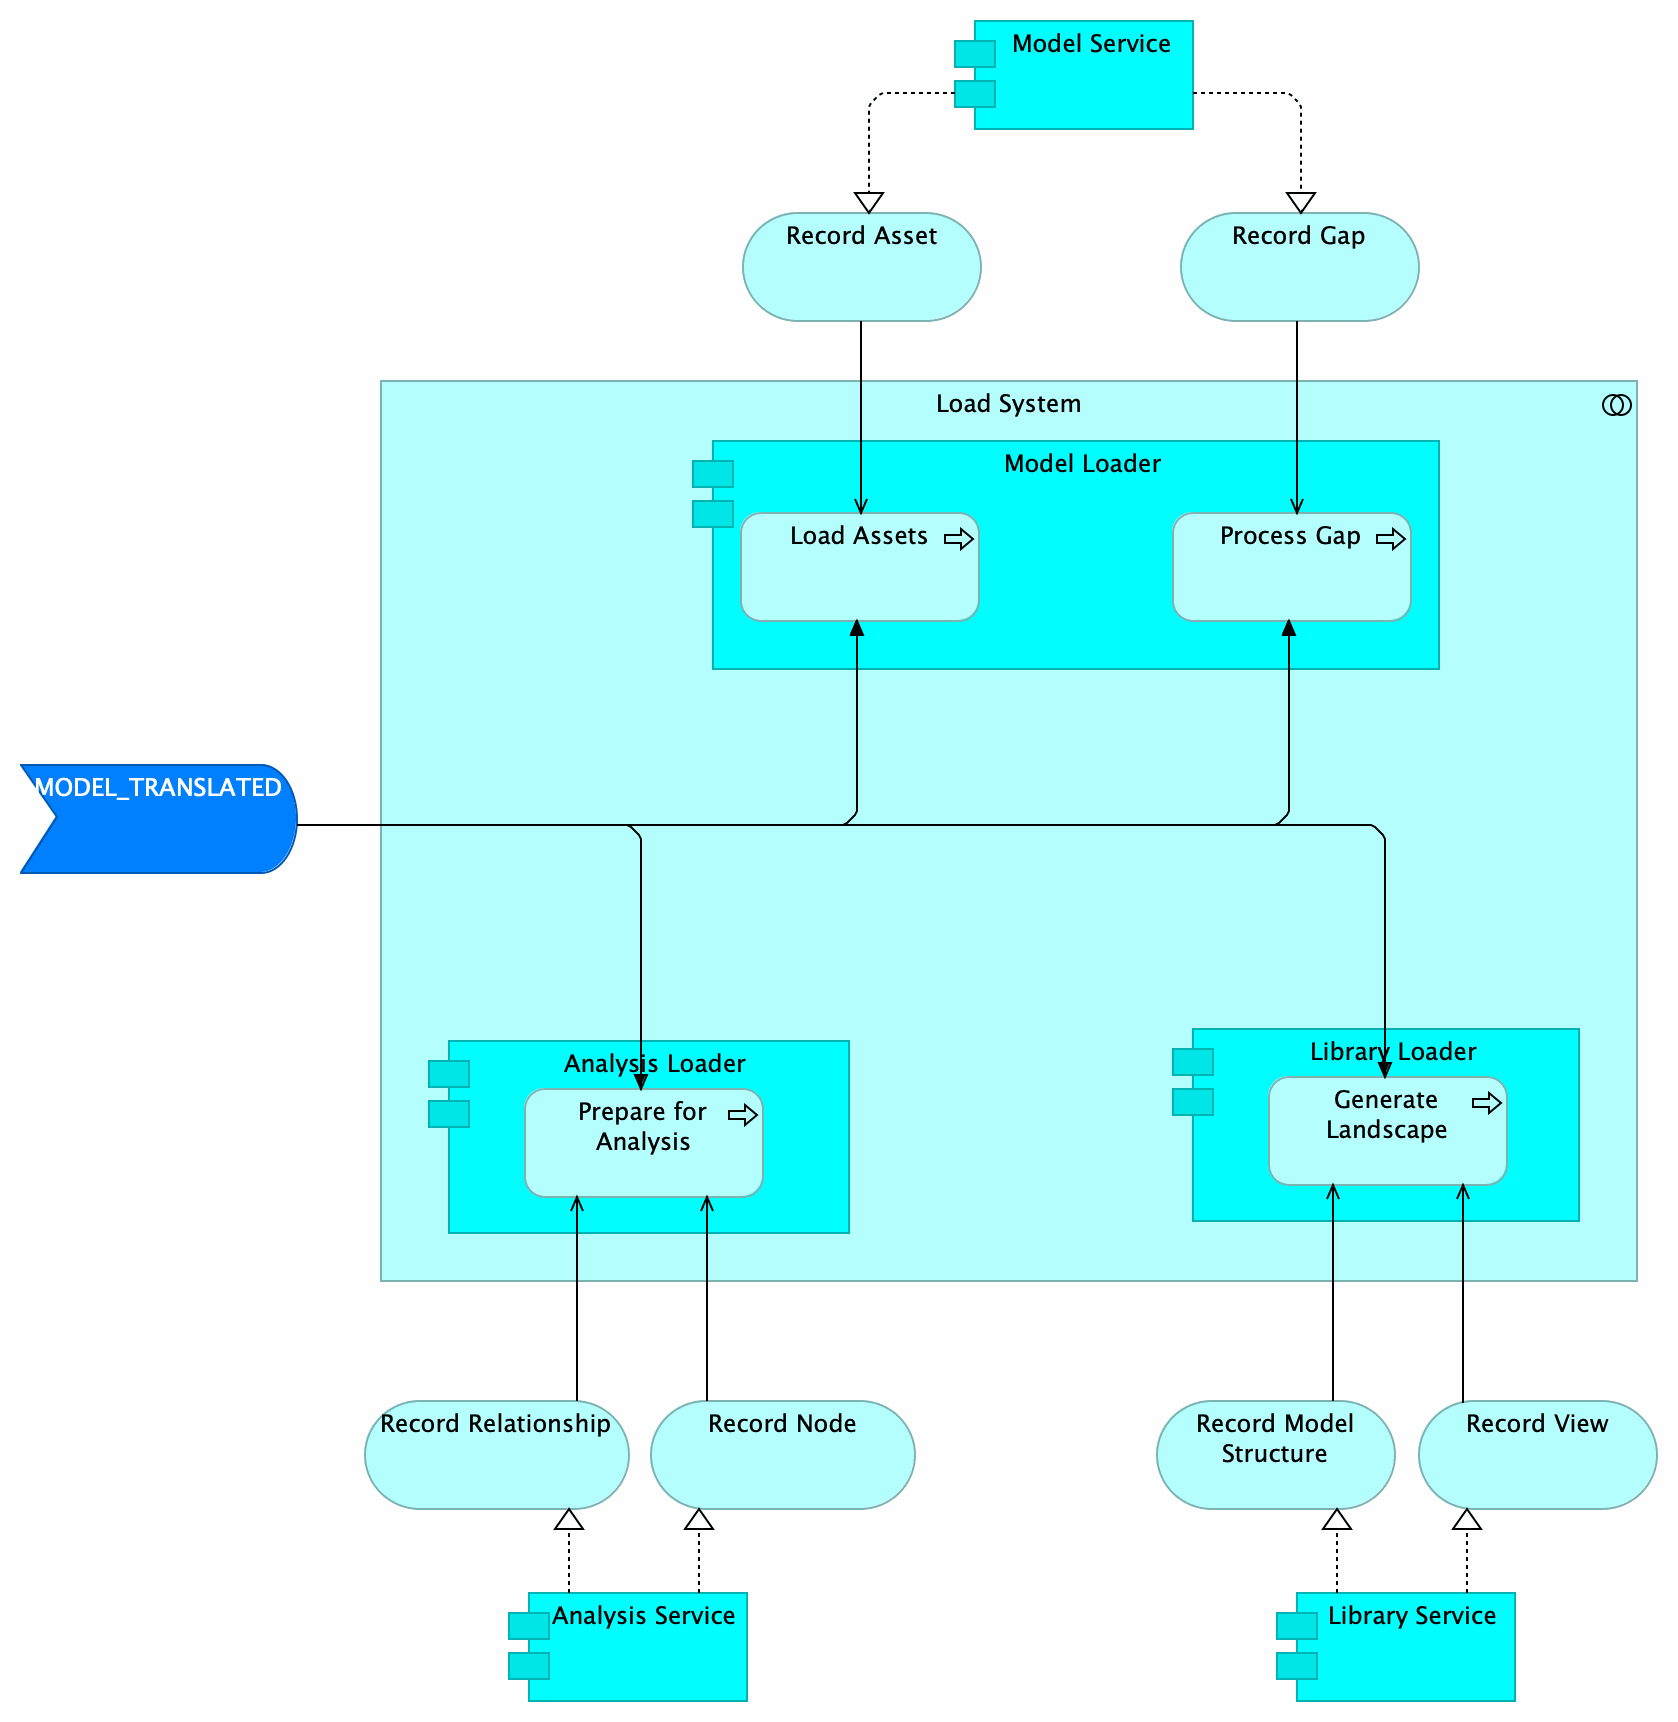 Model Service
Record Asset
Record Gap
Load System
Model Loader
Load Assets
Process Gap
MODEL_TRANSLATED
Analysis Loader
Library Loader
Prepare for
Analysis
Generate
Landscape
Record Relationship
Record Node
Record Model
Structure
Record View
Analysis Service
Library Service